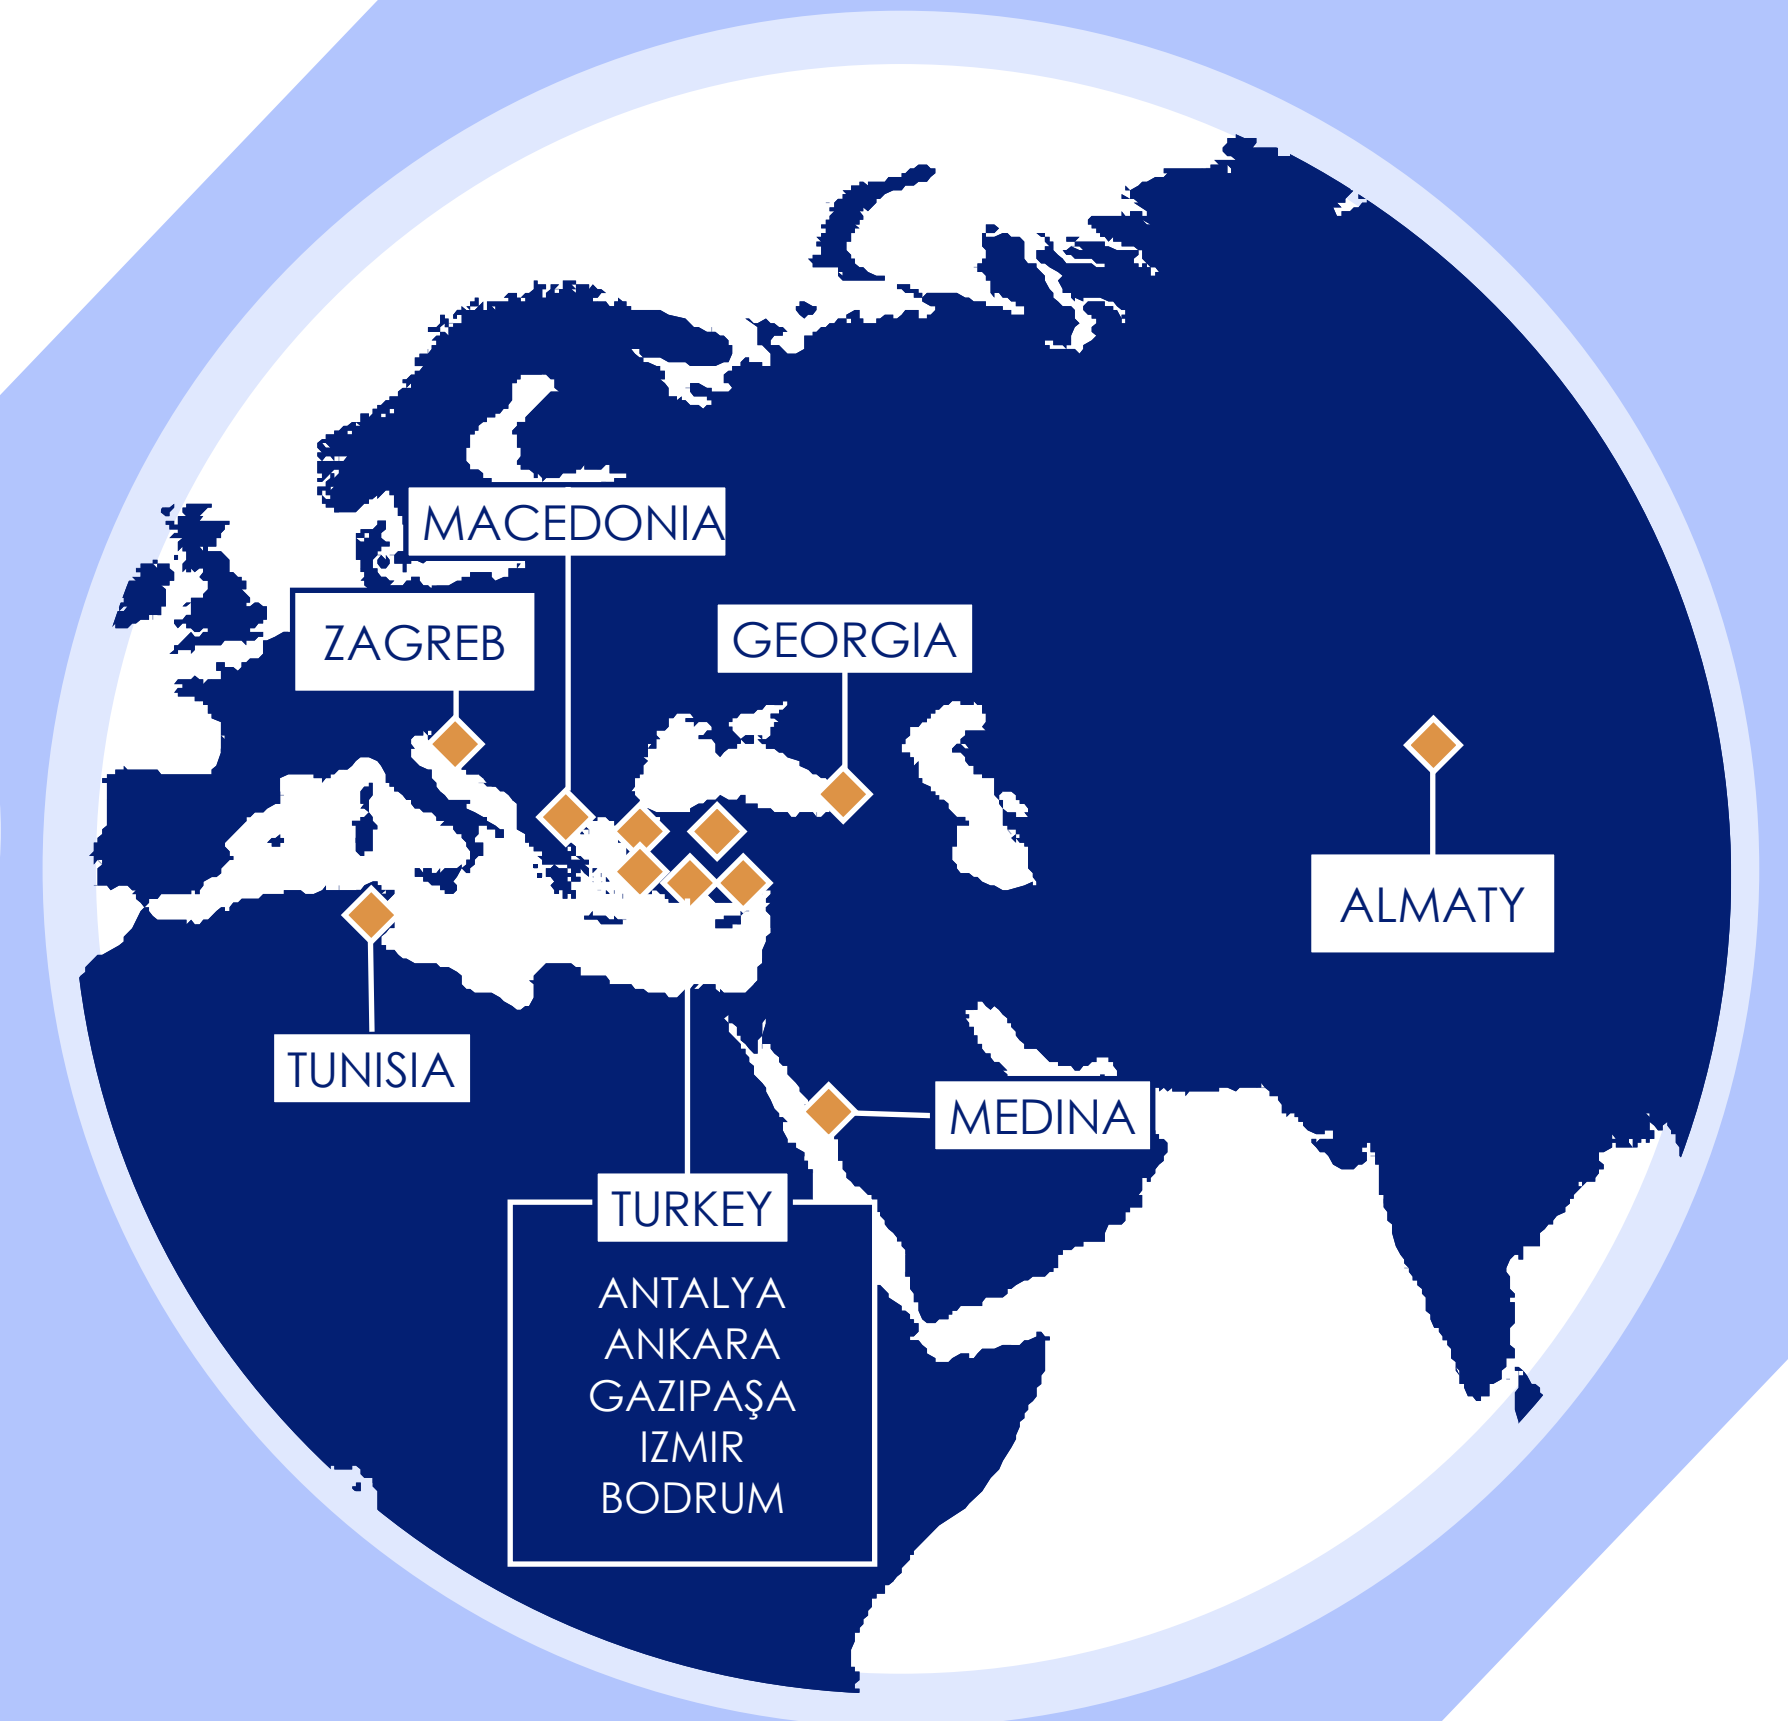 MACEDONIA
ZAGREB
GEORGIA
ALMATY
TUNISIA
MEDINA
TURKEY
ANTALYA
ANKARA
GAZIPAŞA
IZMIR
BODRUM